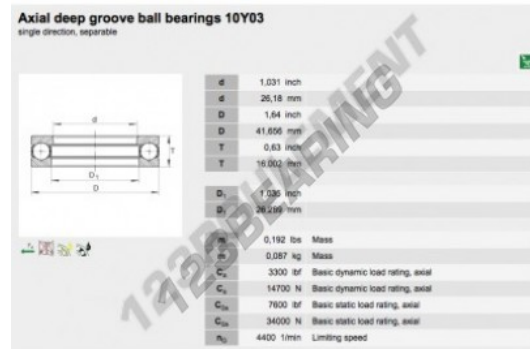 Axial deep groove ball bearings 10Y03
single direction, separable
d
T
D₁
D
d 1,031 inch
d 26,18 mm
D 1,64 inch
D 41,656 mm
T 0,63 inch
T 16,002 mm
D₁ 1,035 inch
D₁ 26,289 mm
m 0,192 lbs Mass
m 0,087 kg Mass
Cₐ 3300 lbf Basic dynamic load rating, axial
Cₐ 14700 N Basic dynamic load rating, axial
C₀ₐ 7600 lbf Basic static load rating, axial
C₀ₐ 34000 N Basic static load rating, axial
n_G 4400 1/min Limiting speed
123BEARING